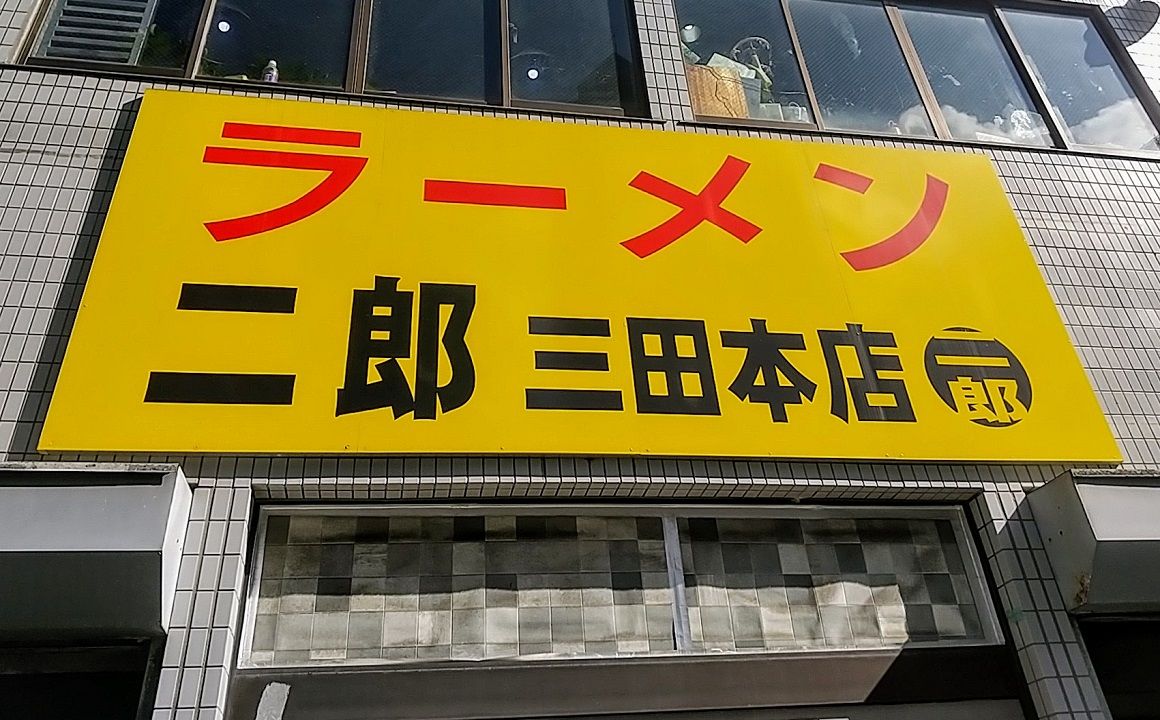 ラーメン
二郎 三田本店 二郎